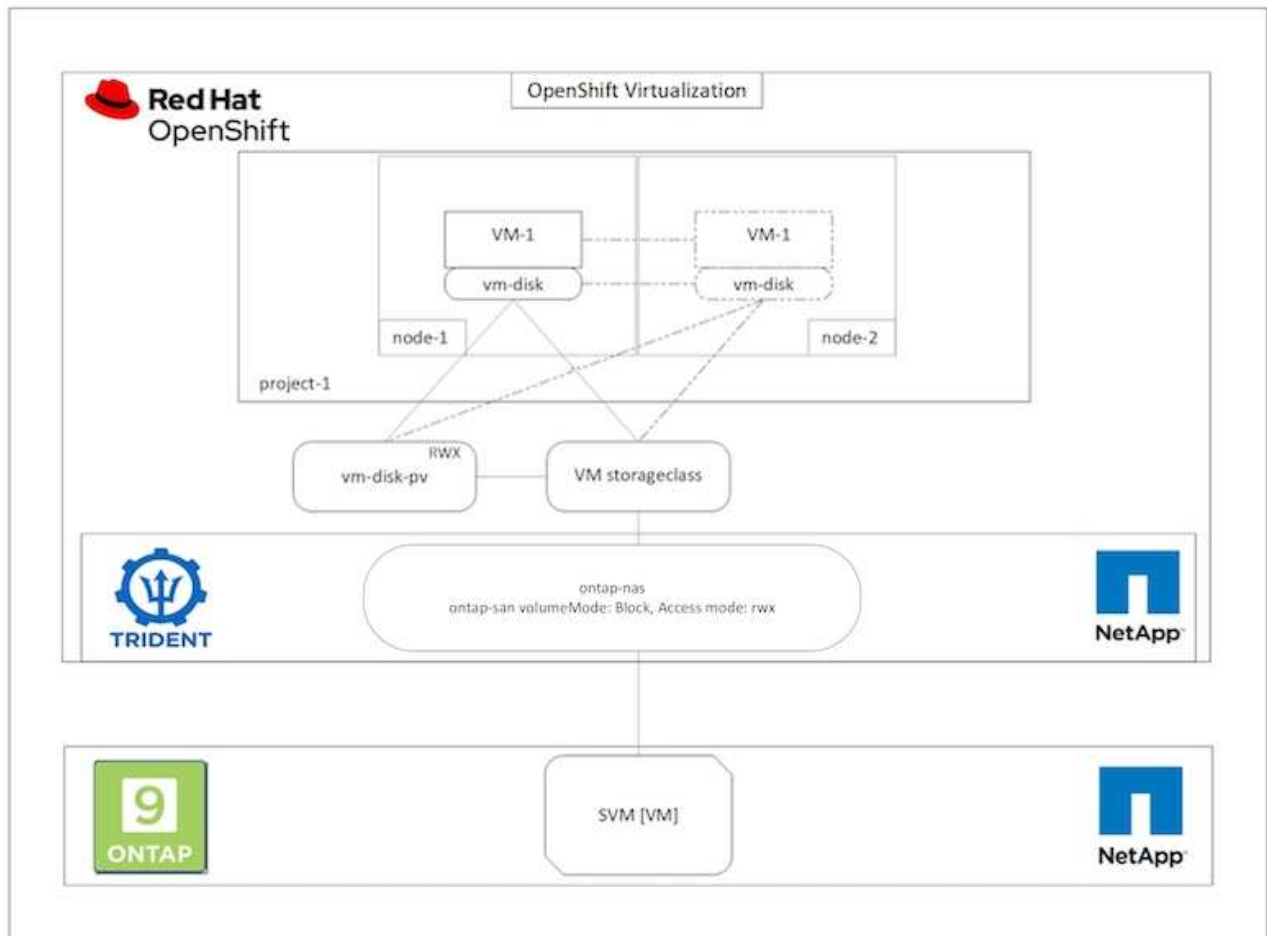 OpenShift Virtualization
Red Hat
OpenShift
VM-1
VM-1
vm-disk
vm-disk
node-1
node-2
project-1
RWX
vm-disk-pv
VM storageclass
TRIDENT
ontap-nas
ontap-san volumeMode: Block, Access mode: rwx
NetApp™
9
ONTAP
SVM [VM]
NetApp™